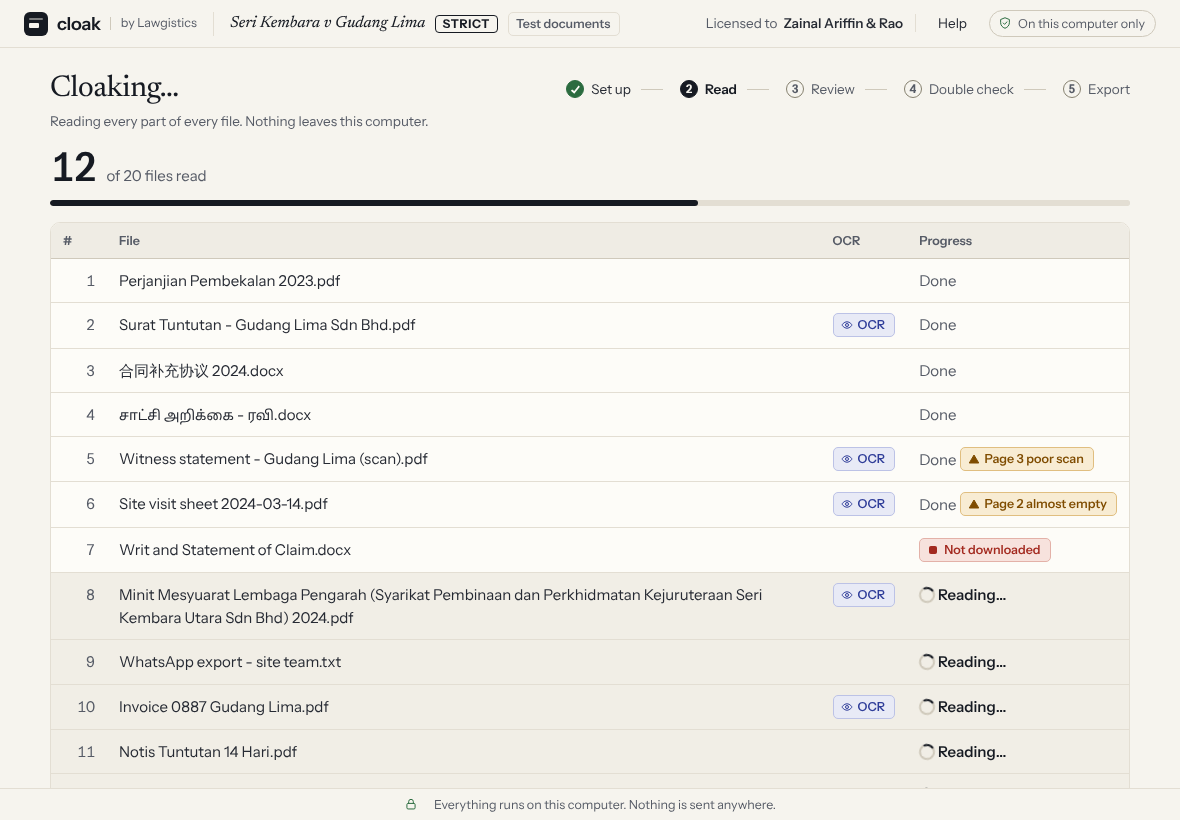 cloak by Lawgistics Seri Kembara v Gudang Lima STRICT Test documents Licensed to Zainal Ariffin & Rao Help On this computer only
Cloaking...
Set up 2 Read 3 Review 4 Double check 5 Export
Reading every part of every file. Nothing leaves this computer.
12 of 20 files read
# File OCR Progress
1 Perjanjian Pembekalan 2023.pdf Done
2 Surat Tuntutan - Gudang Lima Sdn Bhd.pdf OCR Done
3 合同补充协议 2024.docx Done
4 சாட்சி அறிக்கை - ரவி.docx Done
5 Witness statement - Gudang Lima (scan).pdf OCR Done Page 3 poor scan
6 Site visit sheet 2024-03-14.pdf OCR Done Page 2 almost empty
7 Writ and Statement of Claim.docx Not downloaded
8 Minit Mesyuarat Lembaga Pengarah (Syarikat Pembinaan dan Perkhidmatan Kejuruteraan Seri OCR Reading...
Kembara Utara Sdn Bhd) 2024.pdf
9 WhatsApp export - site team.txt Reading...
10 Invoice 0887 Gudang Lima.pdf OCR Reading...
11 Notis Tuntutan 14 Hari.pdf Reading...
Everything runs on this computer. Nothing is sent anywhere.